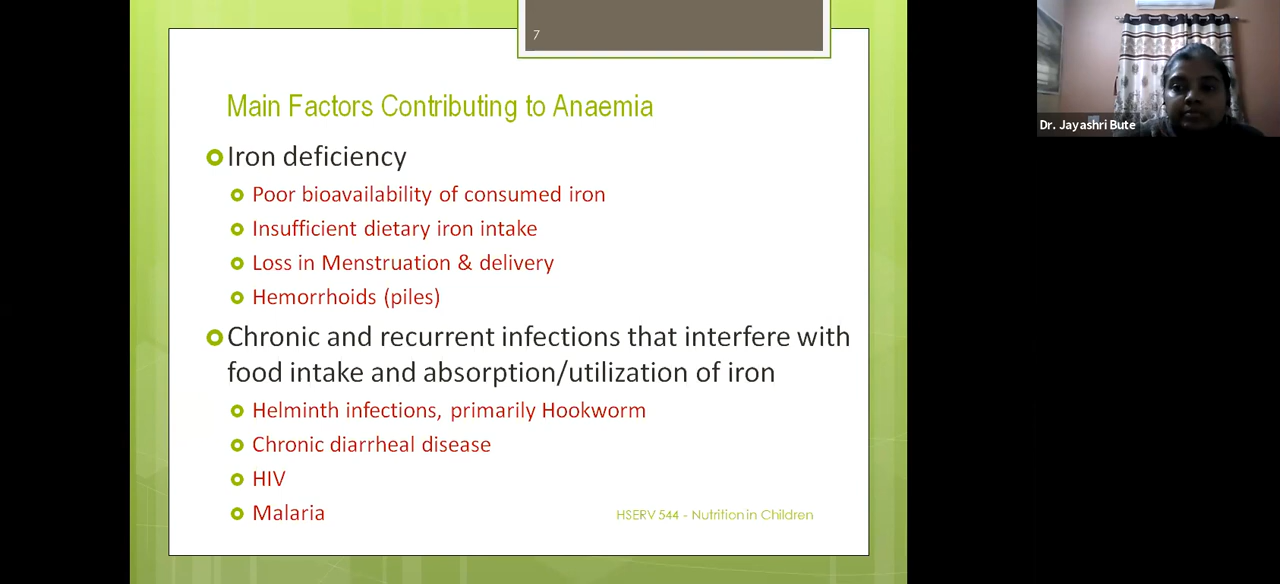 7
Main Factors Contributing to Anaemia
Iron deficiency
Poor bioavailability of consumed iron
Insufficient dietary iron intake
Loss in Menstruation & delivery
Hemorrhoids (piles)
Chronic and recurrent infections that interfere with
food intake and absorption/utilization of iron
Helminth infections, primarily Hookworm
Chronic diarrheal disease
HIV
Malaria
HSERV 544 - Nutrition in Children
Dr. Jayashri Bute